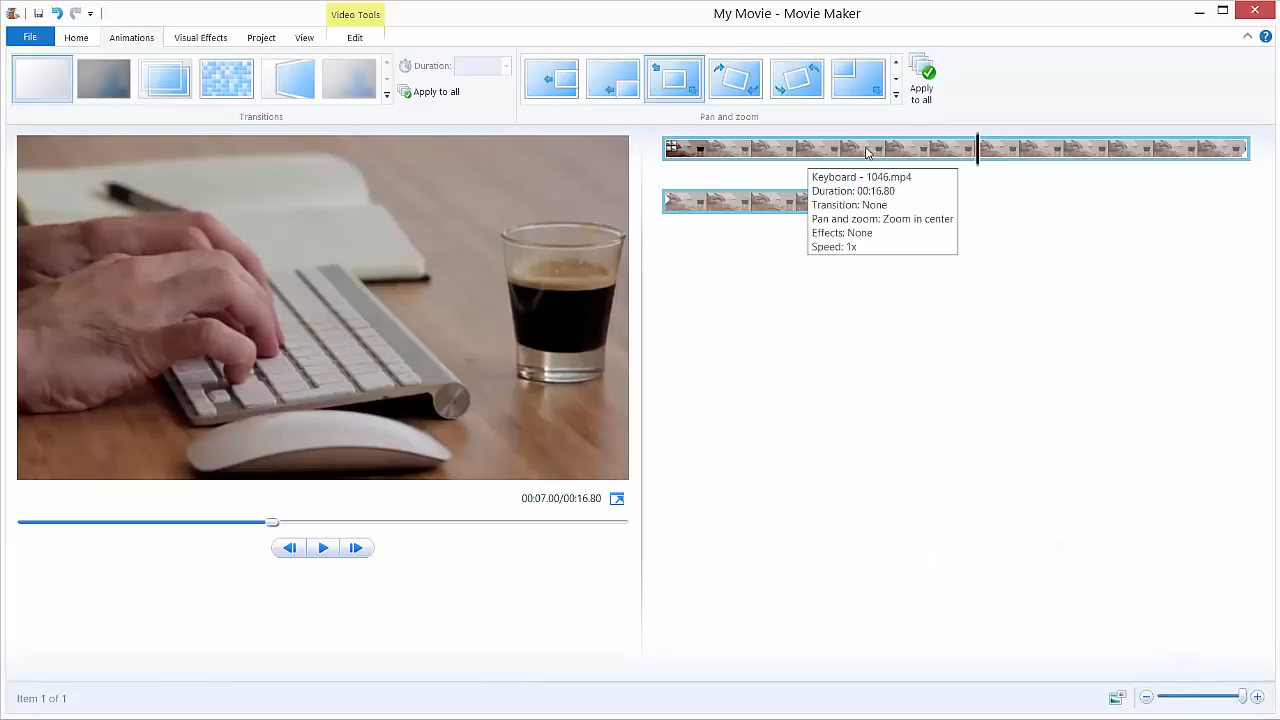 Video Tools
My Movie - Movie Maker
File
Home
Animations
Visual Effects
Project
View
Edit
Duration:
Apply to all
Transitions
Pan and zoom
Apply
to all
Keyboard - 1046.mp4
Duration: 00:16.80
Transition: None
Pan and zoom: Zoom in center
Effects: None
Speed: 1x
00:07.00/00:16.80
Item 1 of 1